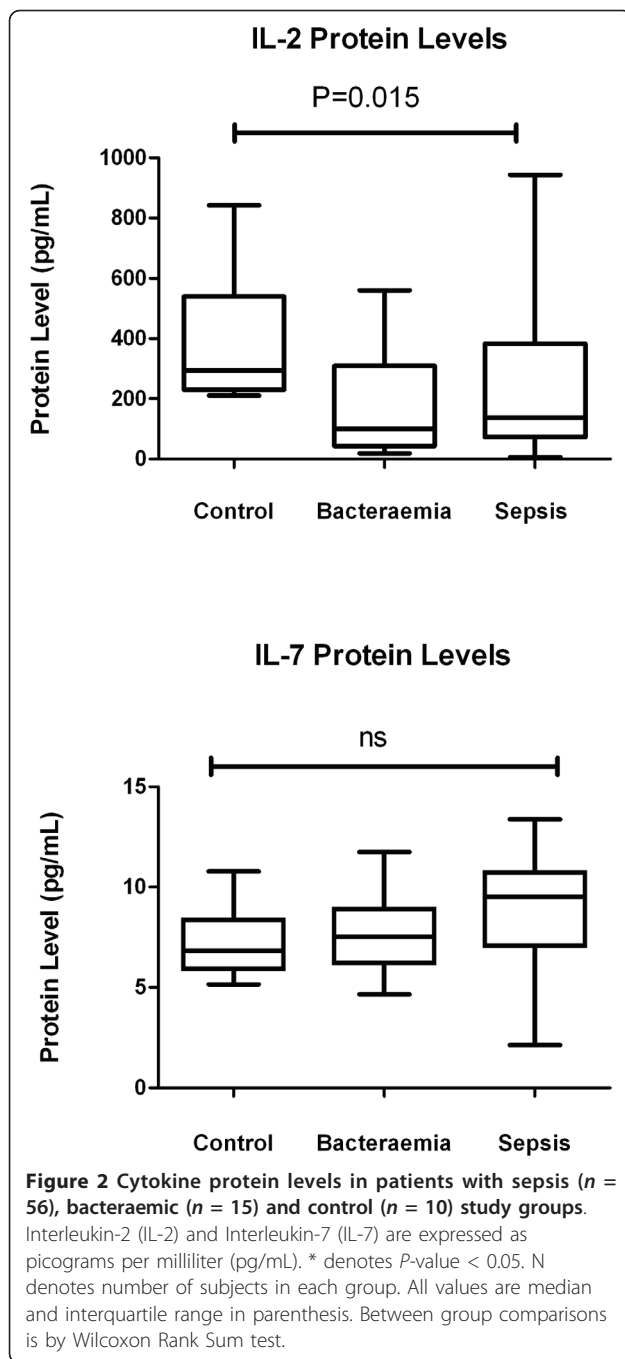 IL-2 Protein Levels
P=0.015
1000
800
600
400
200
0
Protein Level (pg/mL)
Control Bacteraemia Sepsis
IL-7 Protein Levels
ns
15
10
5
0
Protein Level (pg/mL)
Control Bacteraemia Sepsis
Figure 2 Cytokine protein levels in patients with sepsis (n =
56), bacteraemic (n = 15) and control (n = 10) study groups.
Interleukin-2 (IL-2) and Interleukin-7 (IL-7) are expressed as
picograms per milliliter (pg/mL). * denotes P-value < 0.05. N
denotes number of subjects in each group. All values are median
and interquartile range in parenthesis. Between group comparisons
is by Wilcoxon Rank Sum test.